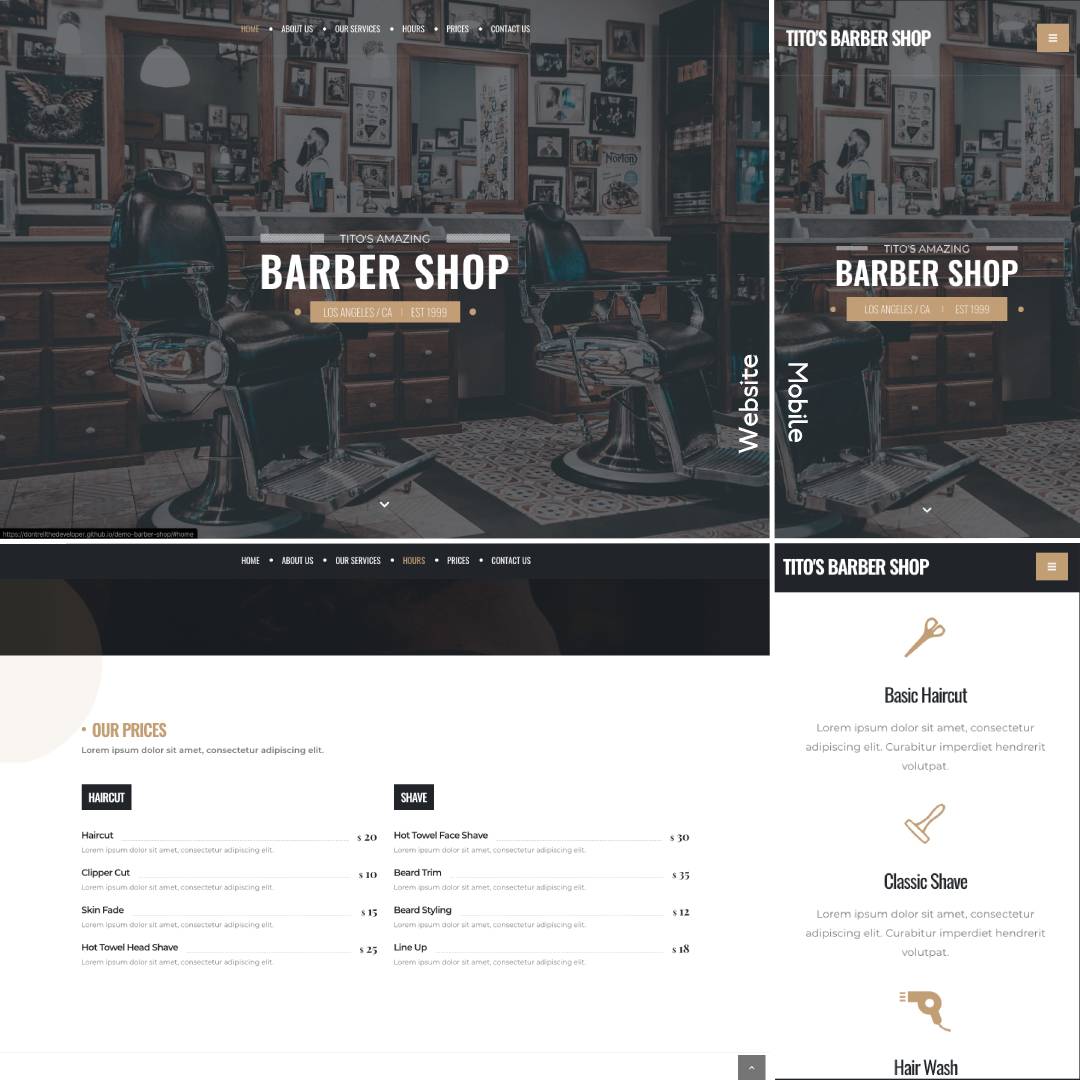 HOME • ABOUT US • OUR SERVICES • HOURS • PRICES • CONTACT US
Norton
TITO'S AMAZING
BARBER SHOP
LOS ANGELES / CA | EST 1999
Website
https://dontrellthedeveloper.github.io/demo-barber-shop/#home
TITO'S BARBER SHOP
TITO'S AMAZING
BARBER SHOP
LOS ANGELES / CA | EST 1999
Mobile
HOME • ABOUT US • OUR SERVICES • HOURS • PRICES • CONTACT US
• OUR PRICES
Lorem ipsum dolor sit amet, consectetur adipiscing elit.
HAIRCUT
Haircut $ 20
Lorem ipsum dolor sit amet, consectetur adipiscing elit.
Clipper Cut $ 10
Lorem ipsum dolor sit amet, consectetur adipiscing elit.
Skin Fade $ 15
Lorem ipsum dolor sit amet, consectetur adipiscing elit.
Hot Towel Head Shave $ 25
Lorem ipsum dolor sit amet, consectetur adipiscing elit.
SHAVE
Hot Towel Face Shave $ 30
Lorem ipsum dolor sit amet, consectetur adipiscing elit.
Beard Trim $ 35
Lorem ipsum dolor sit amet, consectetur adipiscing elit.
Beard Styling $ 12
Lorem ipsum dolor sit amet, consectetur adipiscing elit.
Line Up $ 18
Lorem ipsum dolor sit amet, consectetur adipiscing elit.
TITO'S BARBER SHOP
Basic Haircut
Lorem ipsum dolor sit amet, consectetur
adipiscing elit. Curabitur imperdiet hendrerit
volutpat.
Classic Shave
Lorem ipsum dolor sit amet, consectetur
adipiscing elit. Curabitur imperdiet hendrerit
volutpat.
Hair Wash